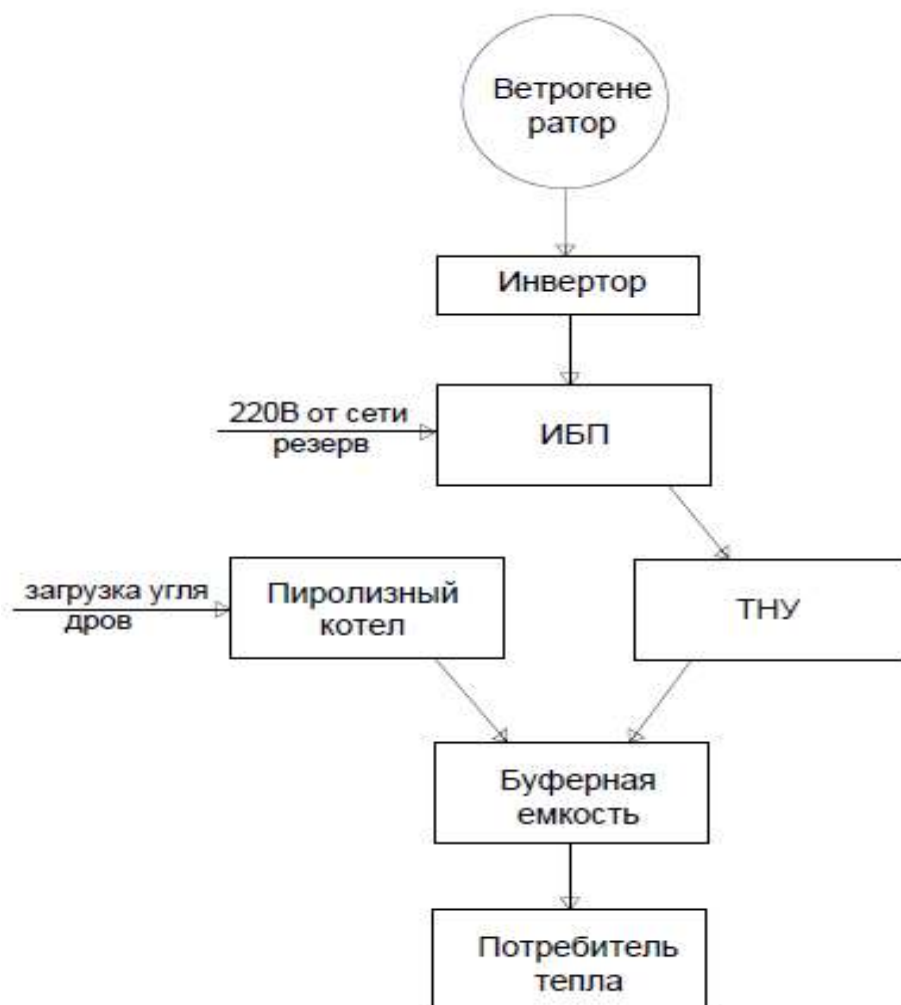 Ветрогене
ратор
Инвертор
220В от сети
резерв
ИБП
загрузка угля
дров
Пиролизный
котел
ТНУ
Буферная
емкость
Потребитель
тепла